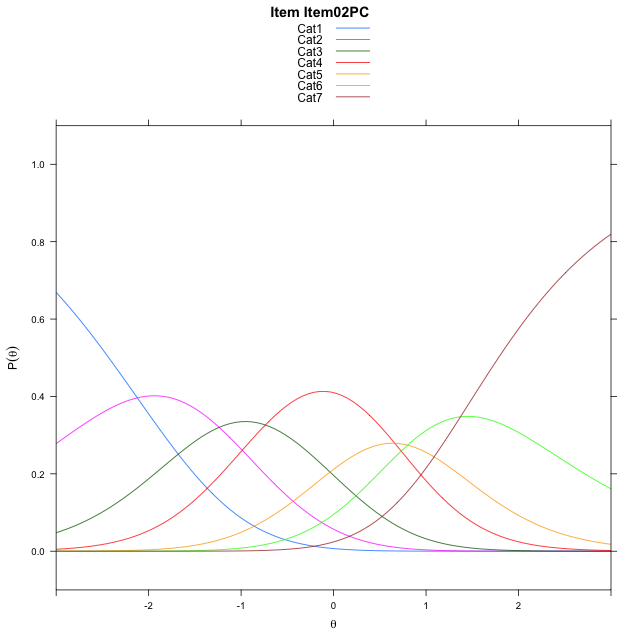 Item Item02PC
Cat1
Cat2
Cat3
Cat4
Cat5
Cat6
Cat7
1.0
0.8
0.6
0.4
0.2
0.0
P(θ)
-2 -1 0 1 2
θ